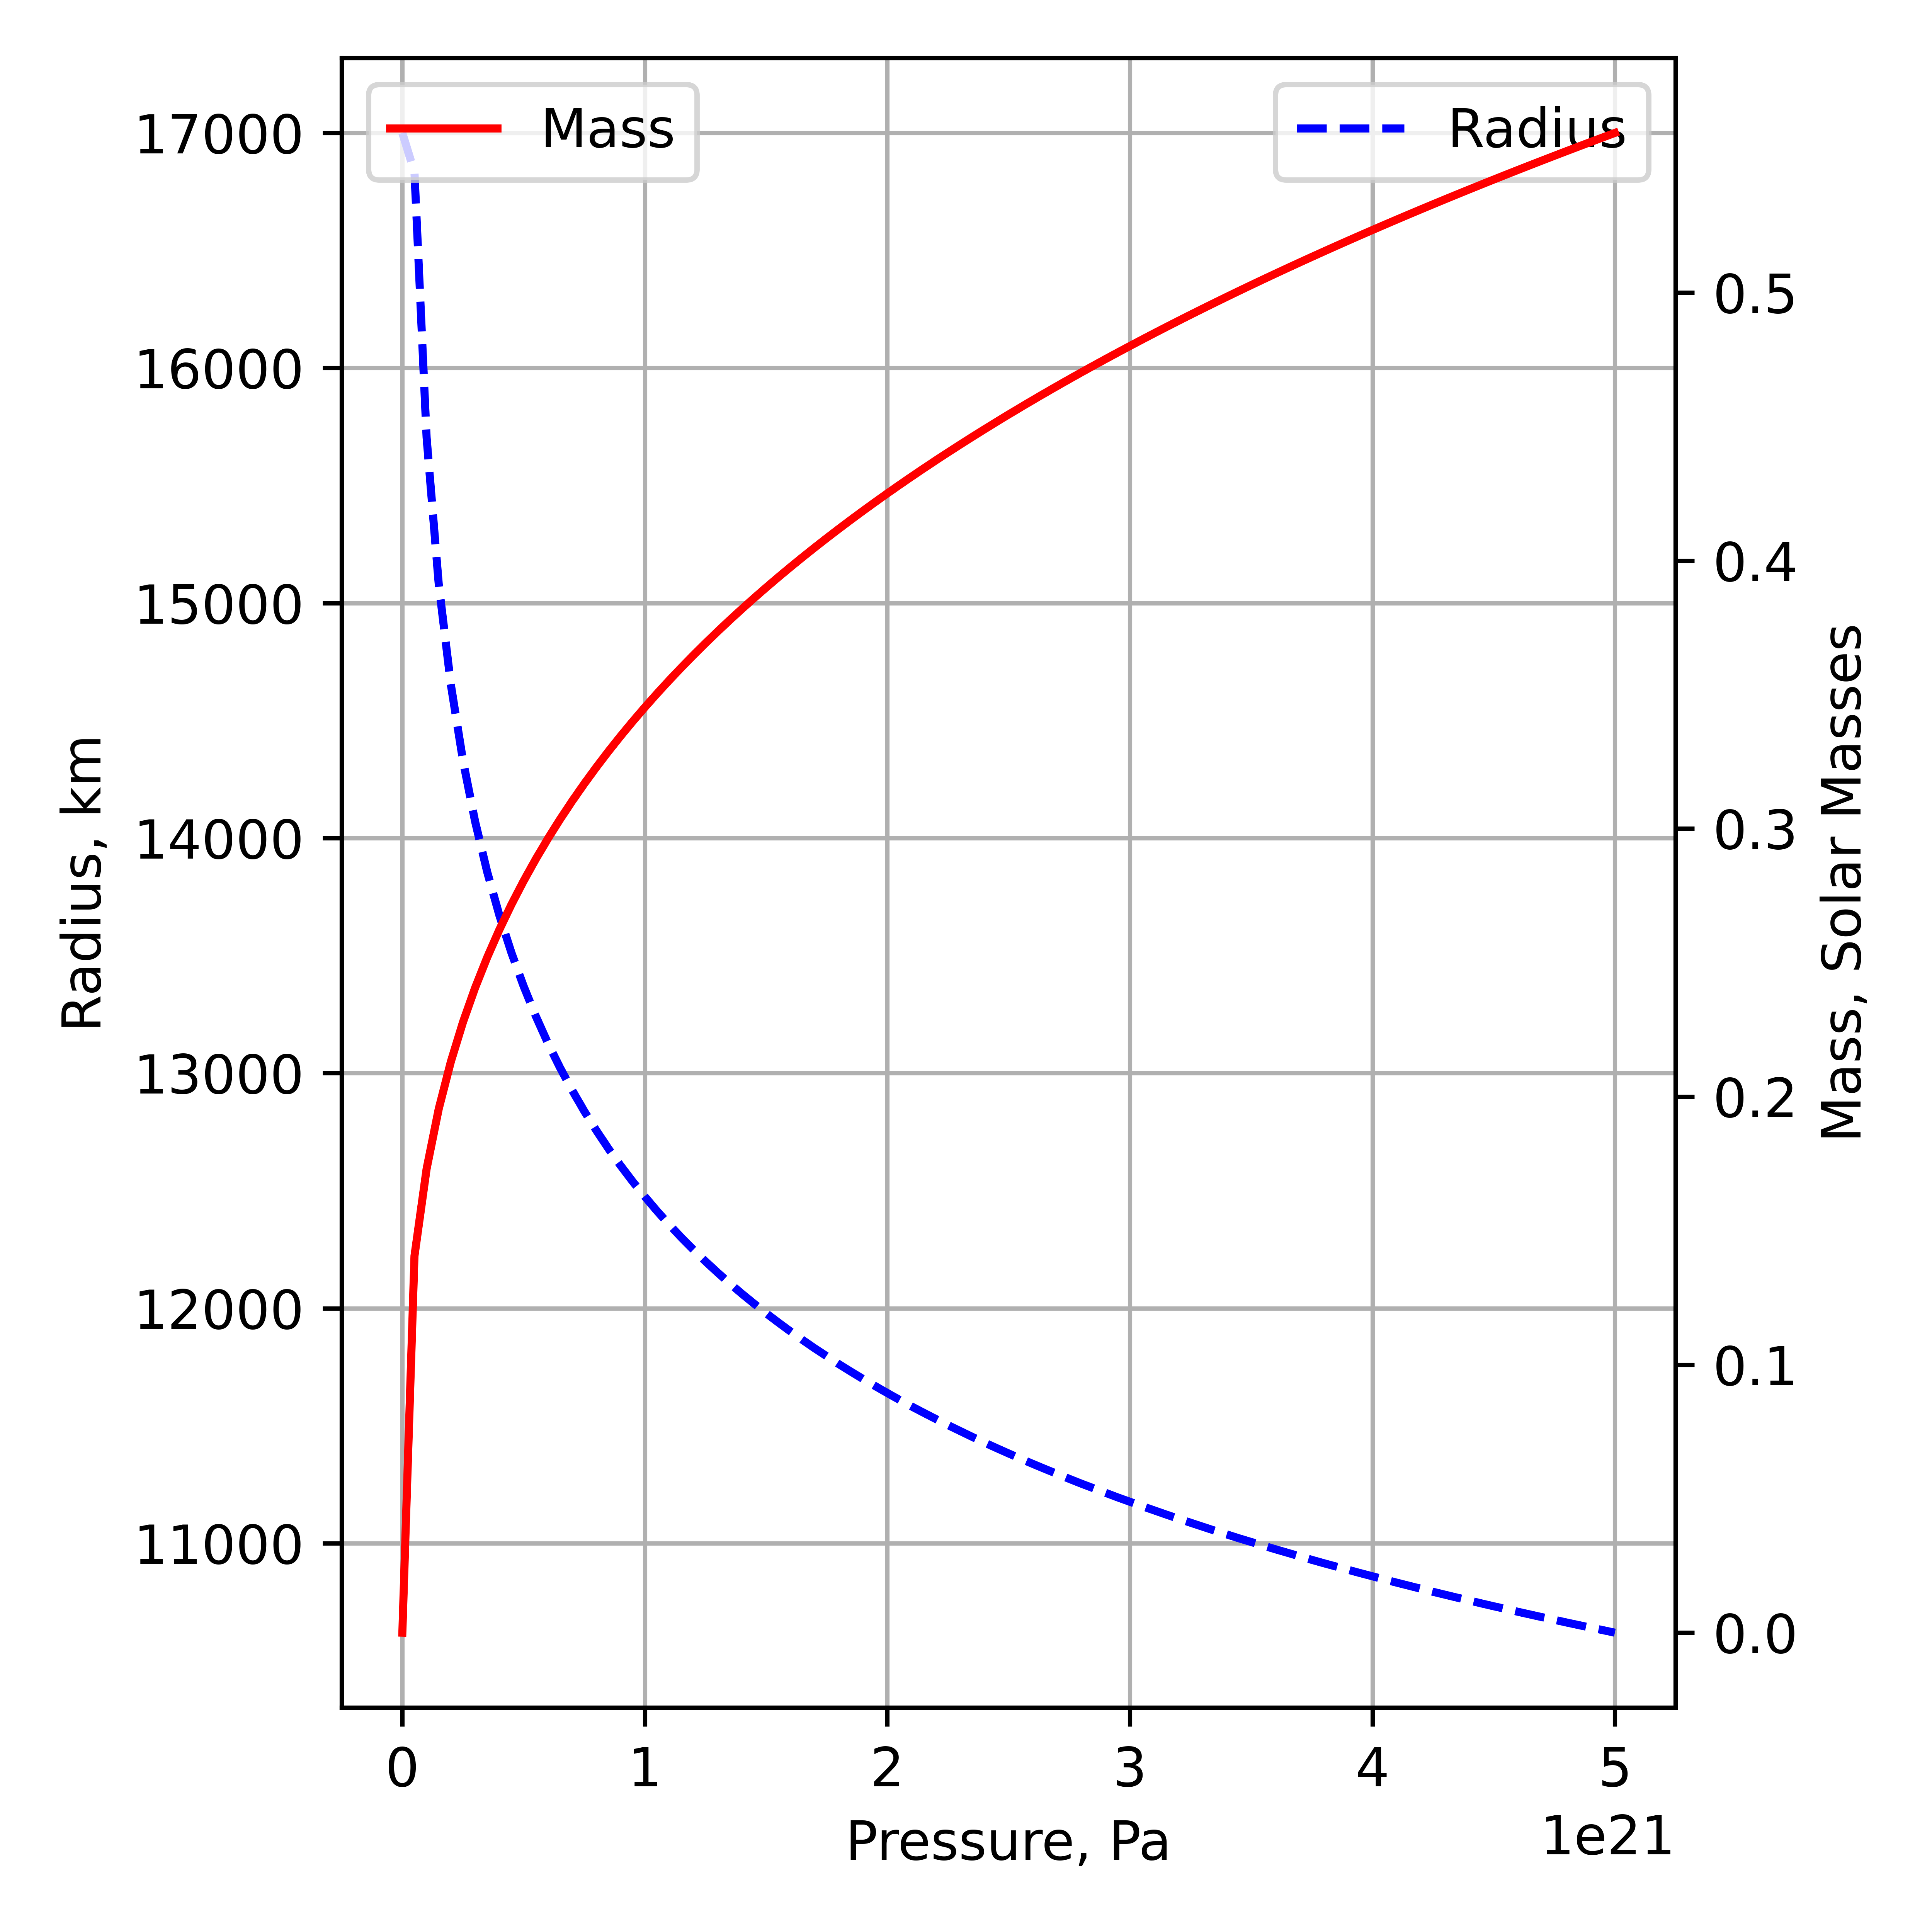 Mass
Radius
17000
16000
15000
14000
13000
12000
11000
Radius, km
0.5
0.4
0.3
0.2
0.1
0.0
Mass, Solar Masses
0 1 2 3 4 5
1e21
Pressure, Pa